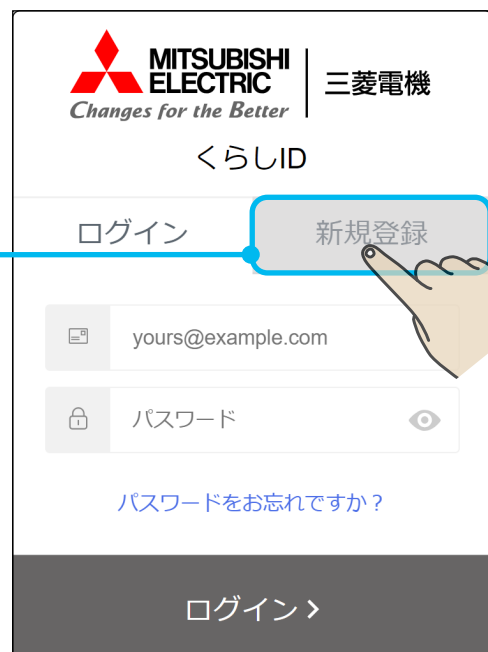 MITSUBISHI
ELECTRIC
Changes for the Better
三菱電機
くらしID
ログイン
新規登録
yours@example.com
パスワード
パスワードをお忘れですか？
ログイン